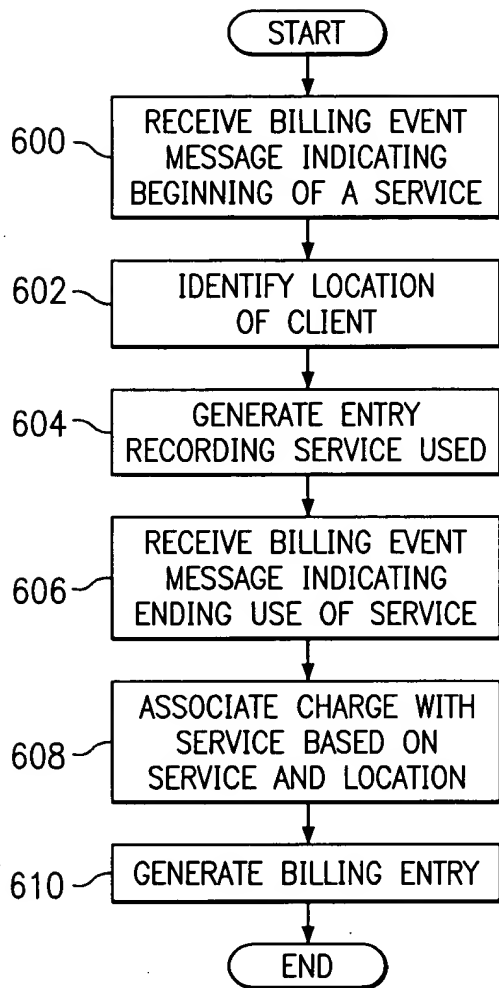 START
600
RECEIVE BILLING EVENT
MESSAGE INDICATING
BEGINNING OF A SERVICE
602
IDENTIFY LOCATION
OF CLIENT
604
GENERATE ENTRY
RECORDING SERVICE USED
606
RECEIVE BILLING EVENT
MESSAGE INDICATING
ENDING USE OF SERVICE
608
ASSOCIATE CHARGE WITH
SERVICE BASED ON
SERVICE AND LOCATION
610
GENERATE BILLING ENTRY
END